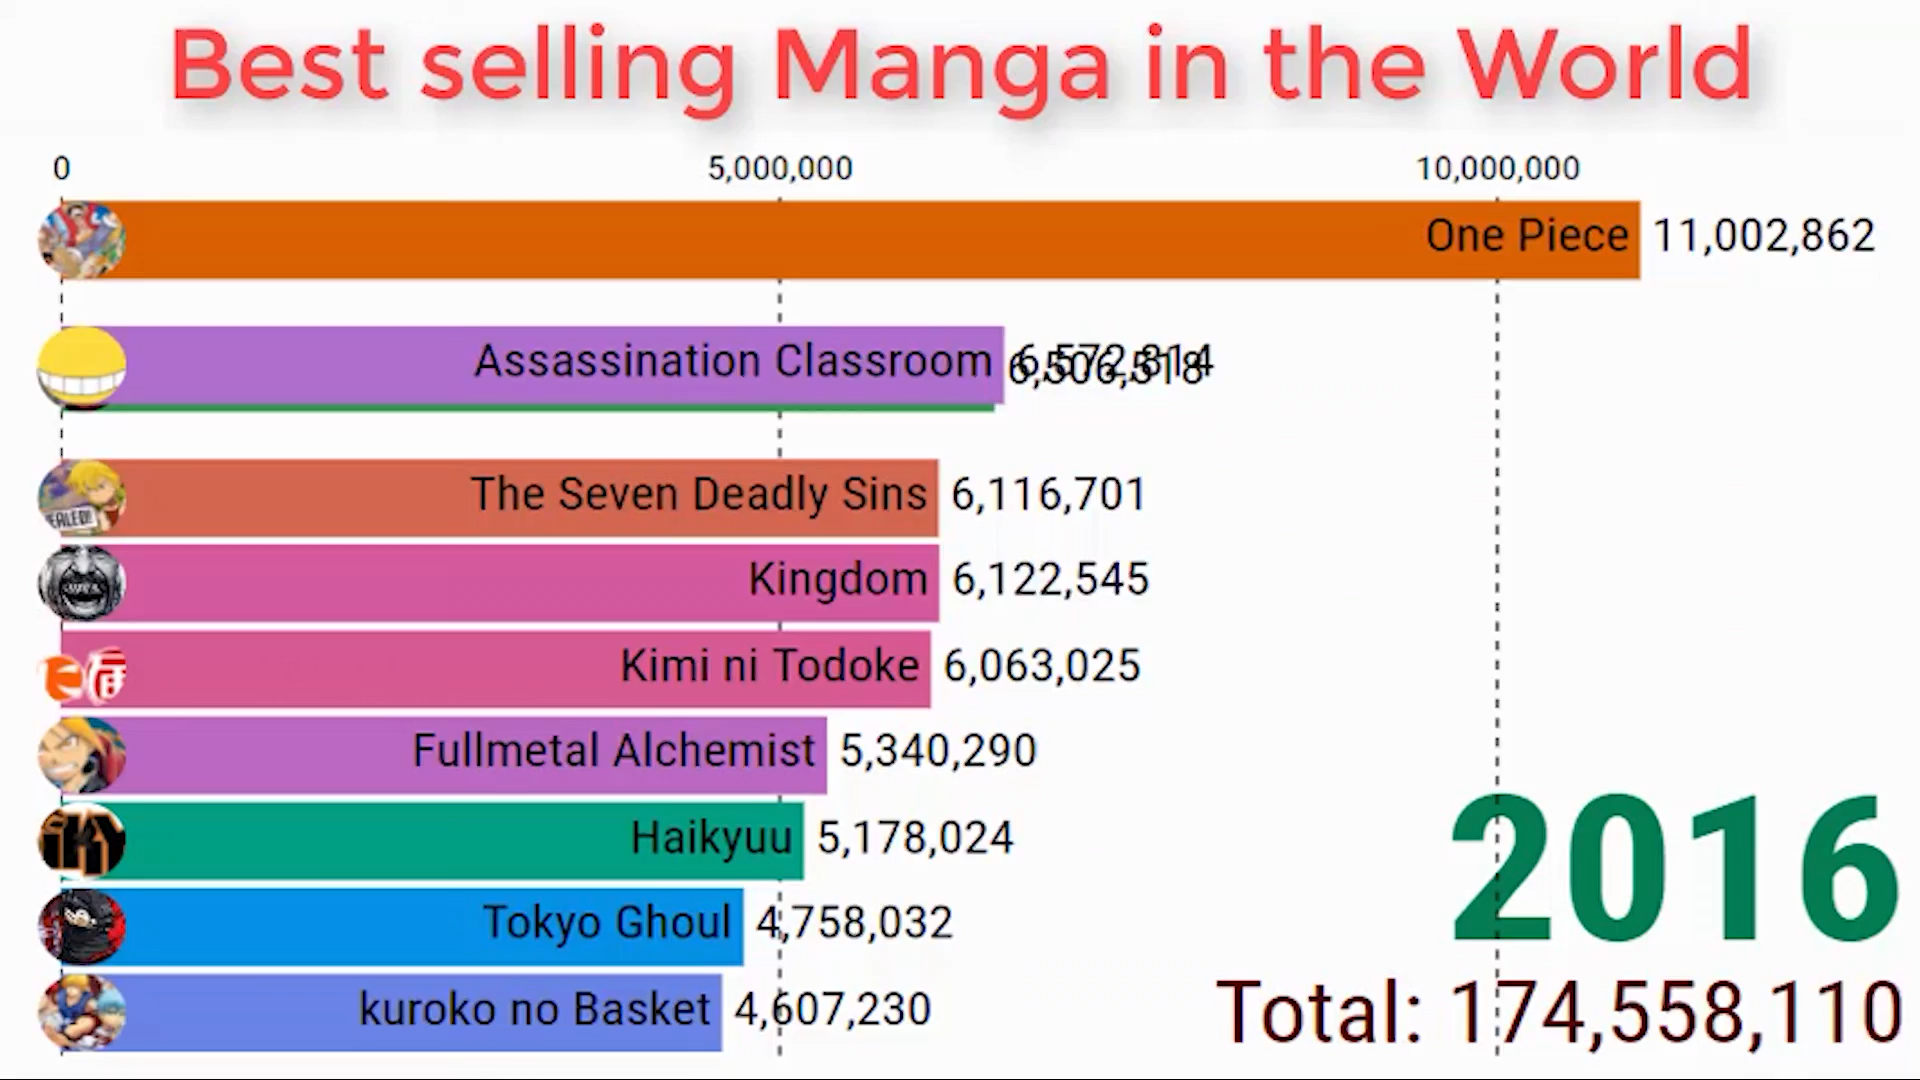 Best selling Manga in the World
0 5,000,000 10,000,000
One Piece 11,002,862
Assassination Classroom
The Seven Deadly Sins 6,116,701
EALED!
Kingdom 6,122,545
Kimi ni Todoke 6,063,025
Fullmetal Alchemist 5,340,290
Haikyuu 5,178,024
Tokyo Ghoul 4,758,032
kuroko no Basket 4,607,230
2016
Total: 174,558,110